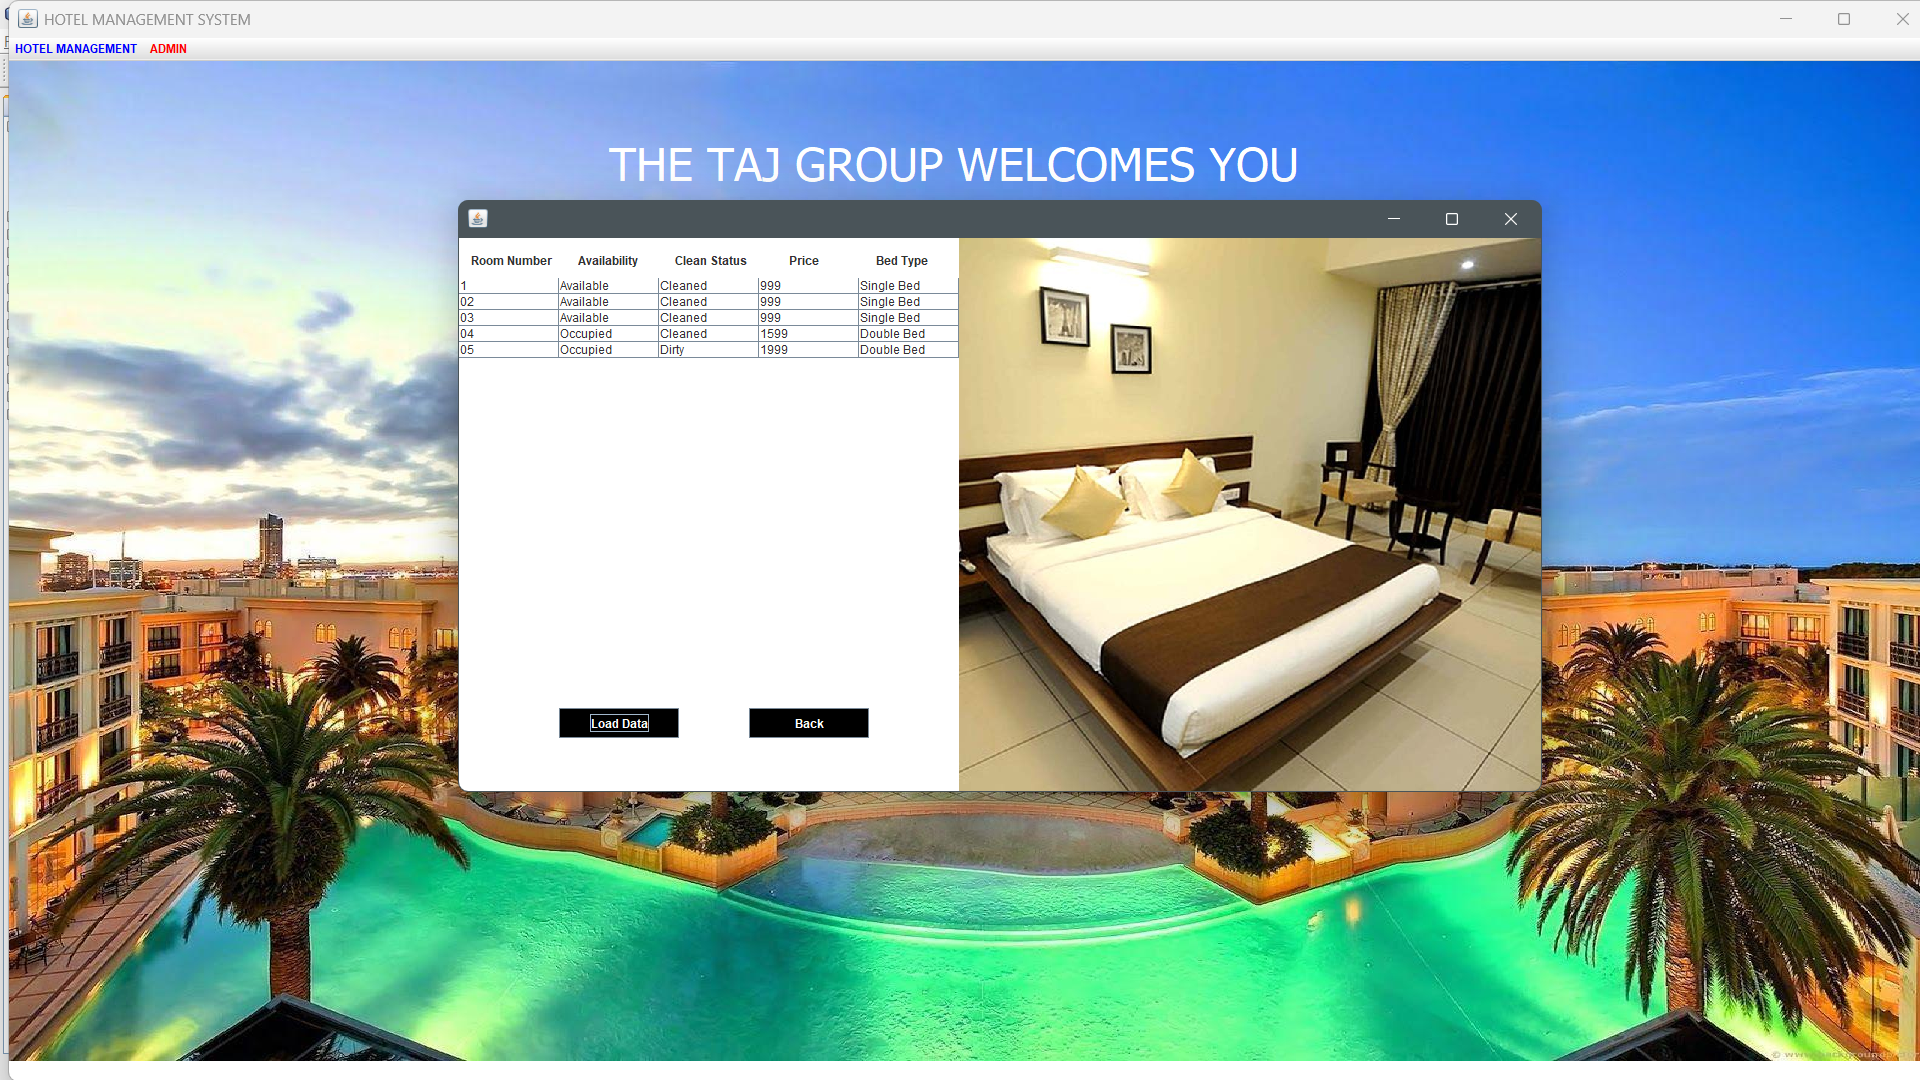 HOTEL MANAGEMENT SYSTEM
HOTEL MANAGEMENT ADMIN
THE TAJ GROUP WELCOMES YOU
Room Number Availability Clean Status Price Bed Type
1 Available Cleaned 999 Single Bed
02 Available Cleaned 999 Single Bed
03 Available Cleaned 999 Single Bed
04 Occupied Cleaned 1599 Double Bed
05 Occupied Dirty 1999 Double Bed
Load Data Back